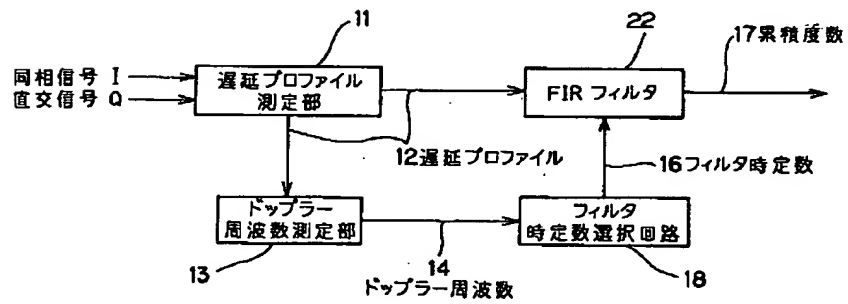 11
22
17累積度数
同相信号 I
直交信号 Q
遅延プロファイル
測定部
FIR フィルタ
12遅延プロファイル
16フィルタ時定数
ドップラー
周波数測定部
フィルタ
時定数選択回路
13
14
ドップラー周波数
18